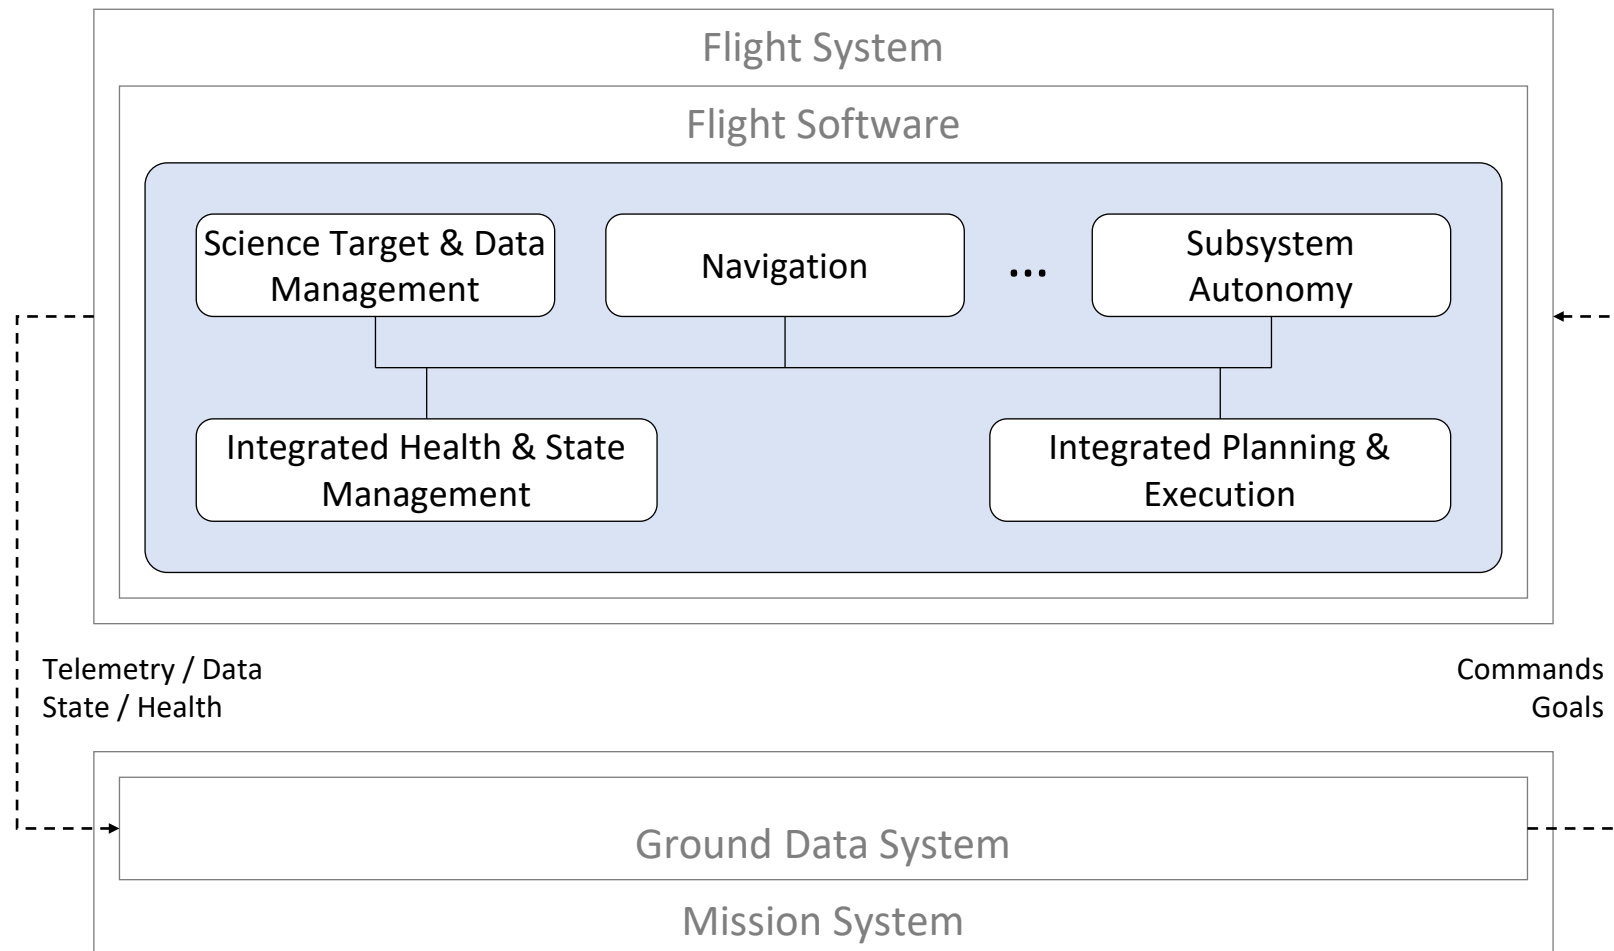 Flight System
Flight Software
Science Target & Data
Management
Navigation
...
Subsystem
Autonomy
Integrated Health & State
Management
Integrated Planning &
Execution
Telemetry / Data
State / Health
Commands
Goals
Ground Data System
Mission System